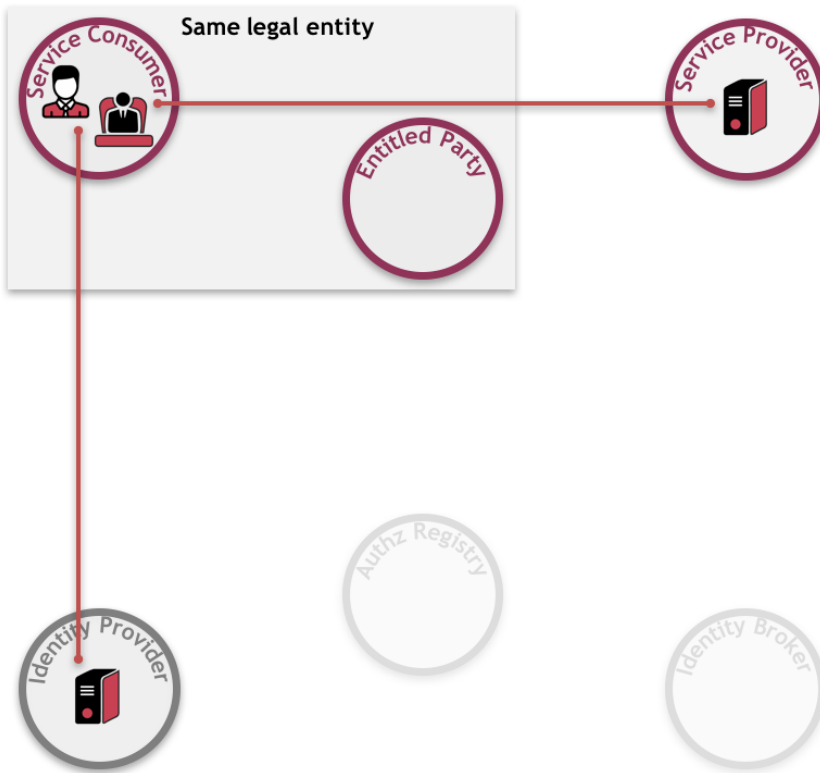 Same legal entity
Service Consumer
Service Provider
Entitled Party
Authz Registry
Identity Provider
Identity Broker